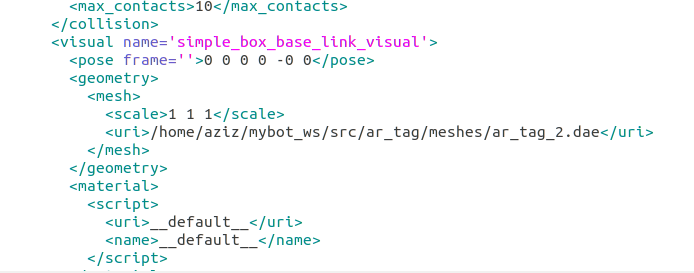 <max_contacts>10</max_contacts>
</collision>
<visual name='simple_box_base_link_visual'>
<pose frame=''>0 0 0 0 -0 0</pose>
<geometry>
<mesh>
<scale>1 1 1</scale>
<uri>/home/aziz/mybot_ws/src/ar_tag/meshes/ar_tag_2.dae</uri>
</mesh>
</geometry>
<material>
<script>
<uri>__default__</uri>
<name>__default__</name>
</script>